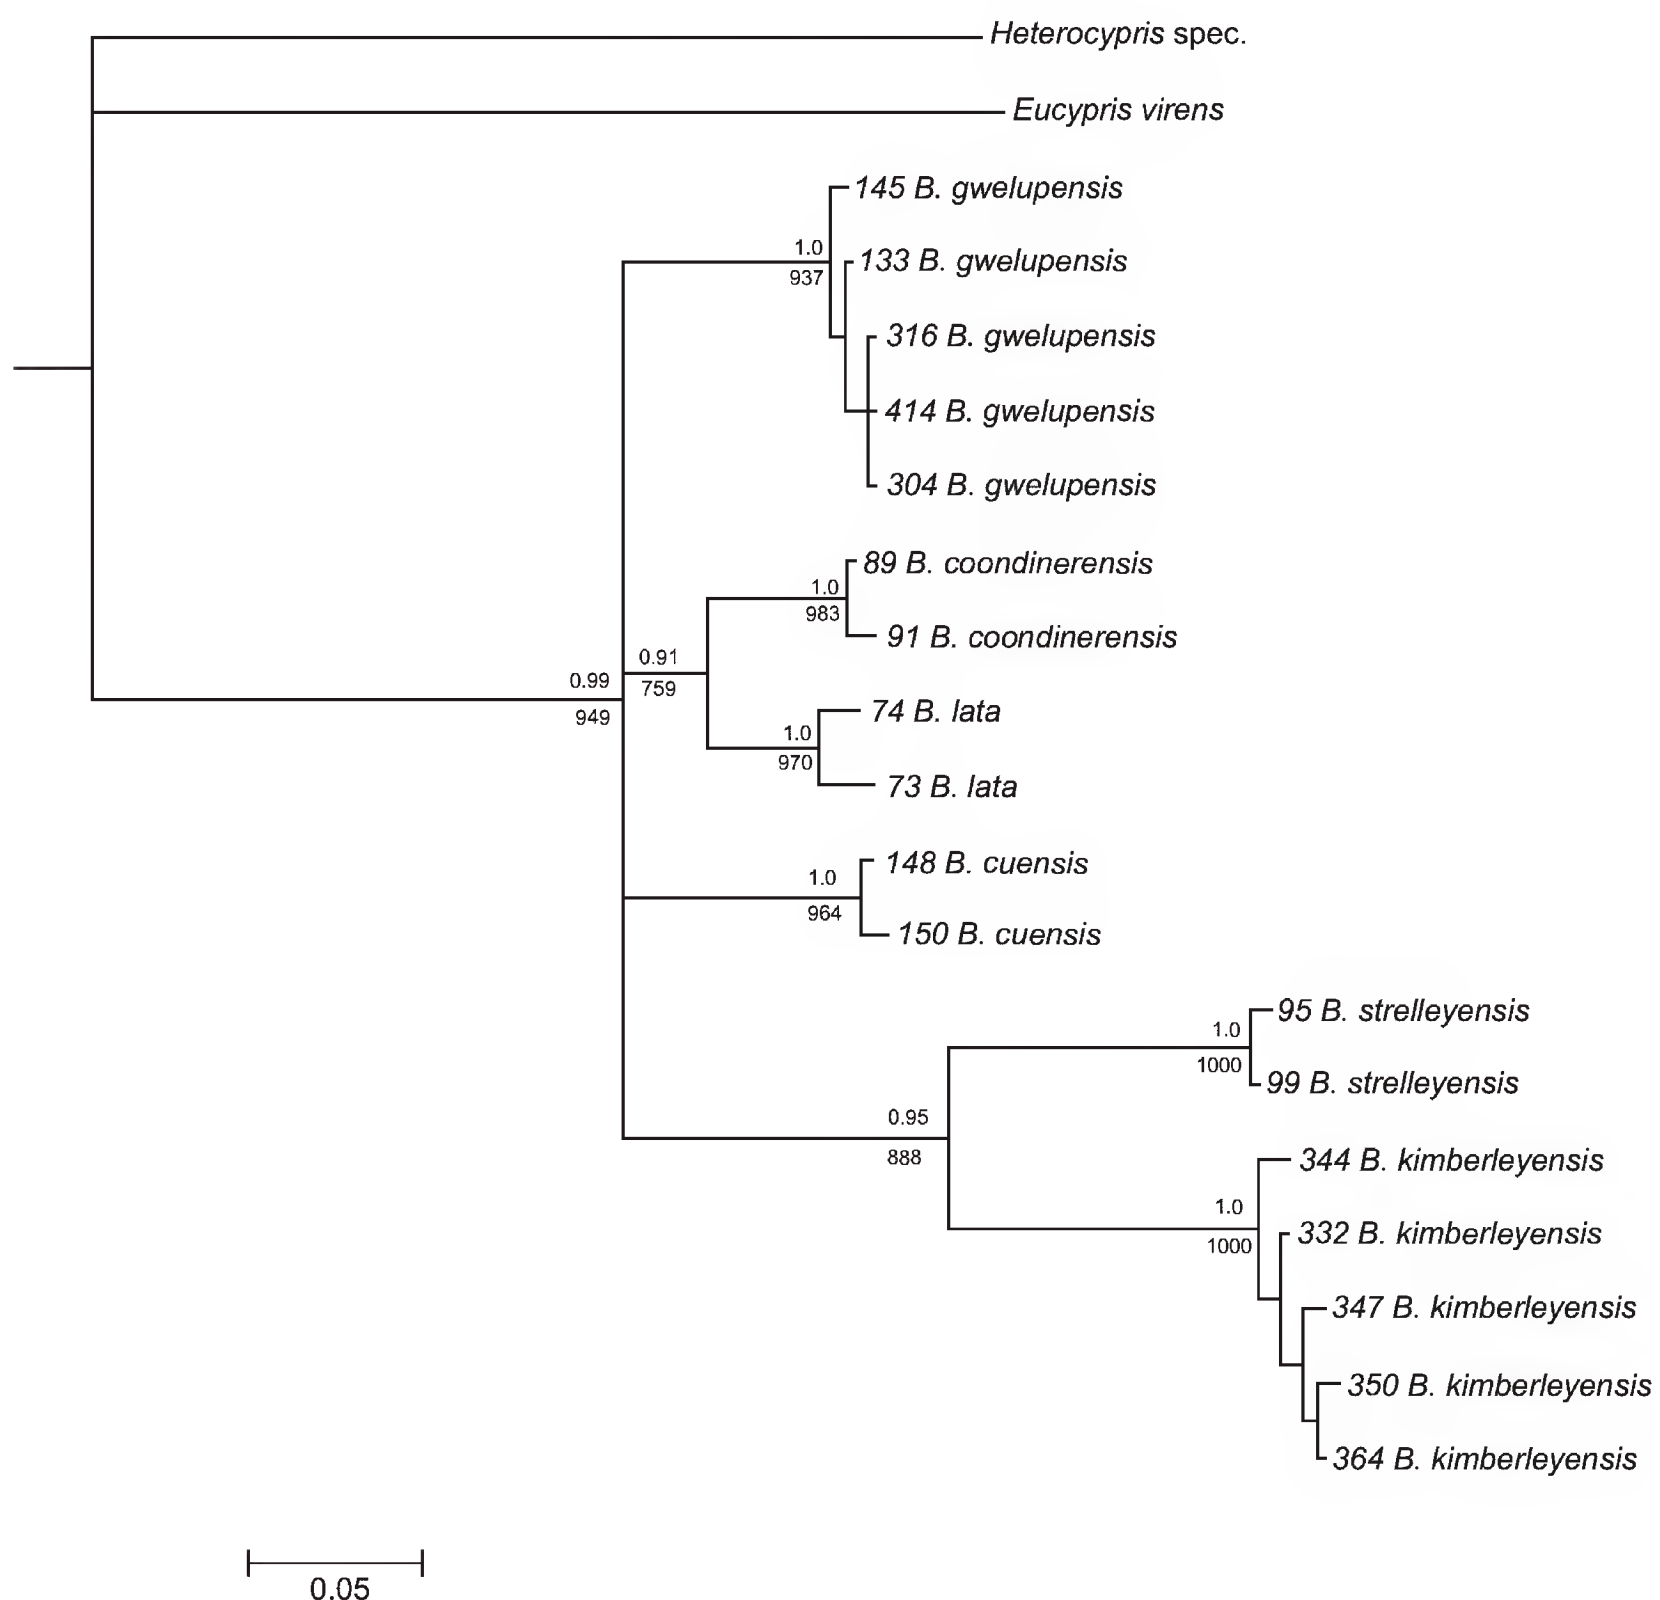 Heterocypris spec.
Eucypris virens
145 B. gwelupensis
1.0
937
133 B. gwelupensis
316 B. gwelupensis
414 B. gwelupensis
304 B. gwelupensis
89 B. coondinerensis
1.0
983
91 B. coondinerensis
0.91
759
0.99
949
74 B. lata
1.0
970
73 B. lata
148 B. cuensis
1.0
964
150 B. cuensis
95 B. strelleyensis
1.0
1000
99 B. strelleyensis
0.95
888
344 B. kimberleyensis
1.0
1000
332 B. kimberleyensis
347 B. kimberleyensis
350 B. kimberleyensis
364 B. kimberleyensis
0.05